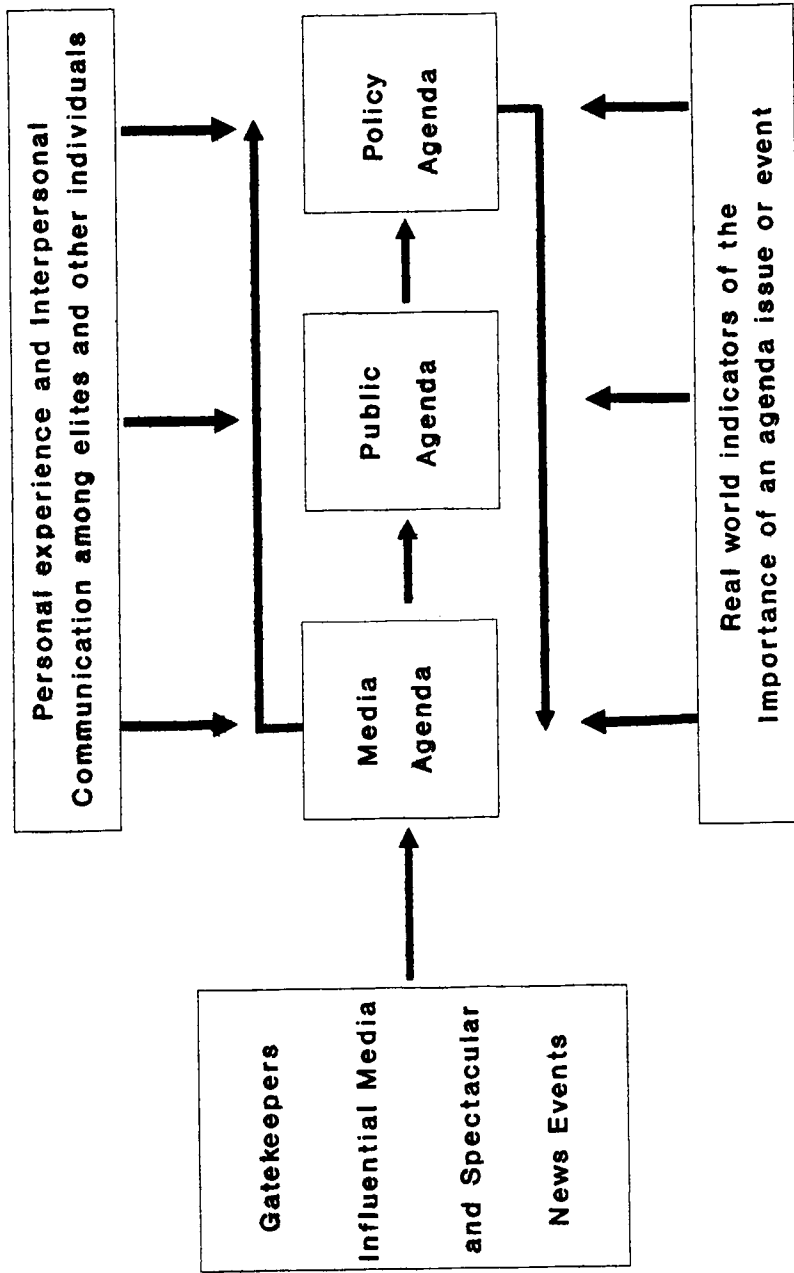 Personal experience and Interpersonal
Communication among elites and other individuals
Gatekeepers
Influential Media
and Spectacular
News Events
Media
Agenda
Public
Agenda
Policy
Agenda
Real world indicators of the
Importance of an agenda issue or event